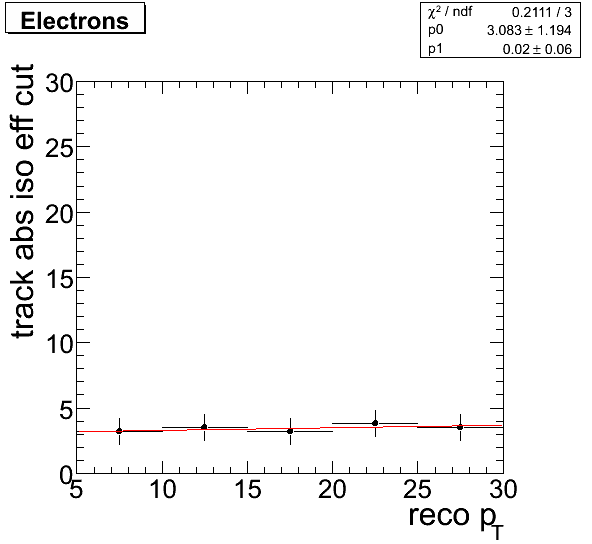 Electrons
χ² / ndf 0.2111 / 3
p0 3.083 ± 1.194
p1 0.02 ± 0.06
track abs iso eff cut
30
25
20
15
10
5
0
5 10 15 20 25 30
reco p_T